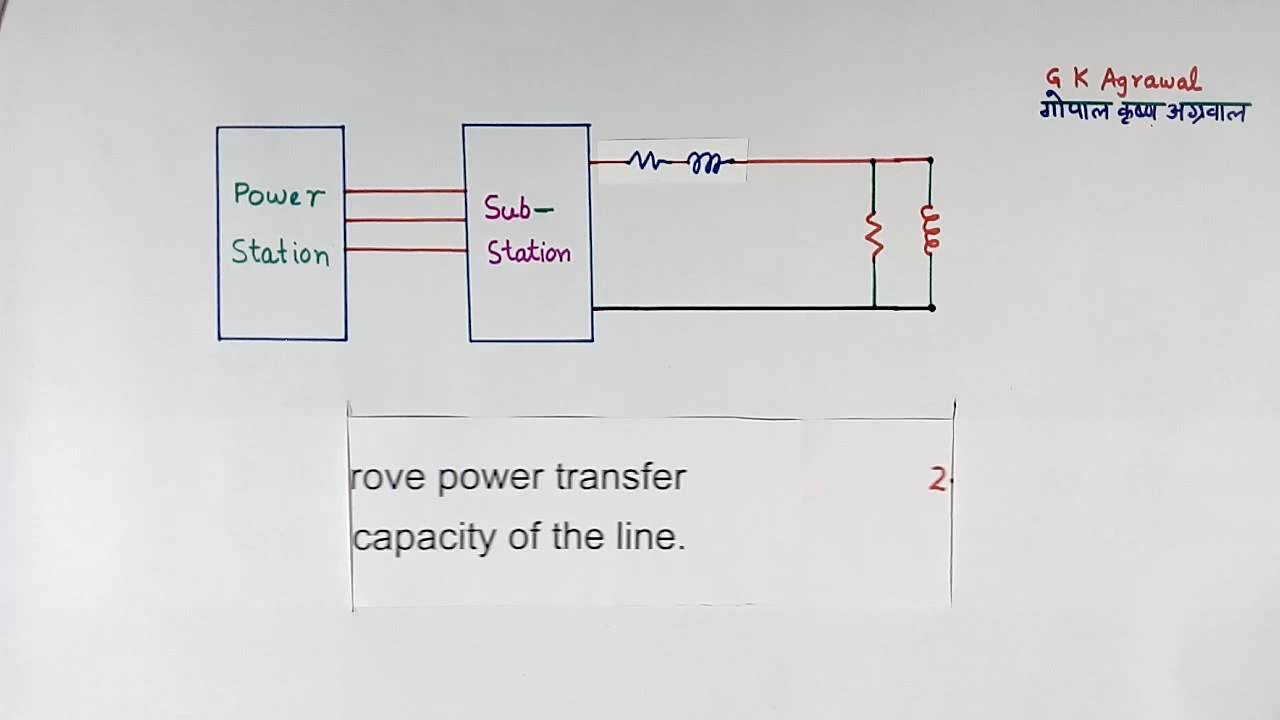 G K Agrawal
गोपाल कृष्ण अग्रवाल
Power
Station
Sub-
Station
rove power transfer
capacity of the line.
2.